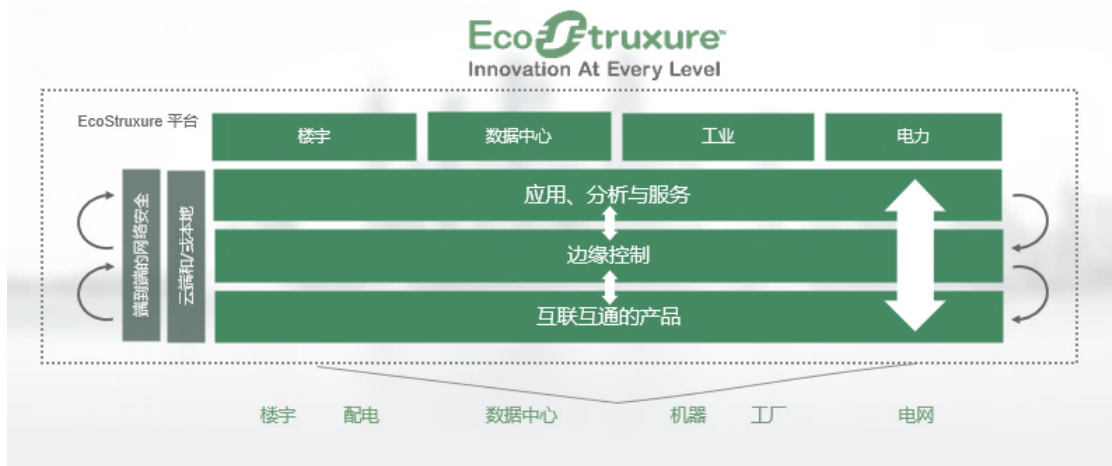 EcoStruxure™
Innovation At Every Level
EcoStruxure 平台
楼宇
数据中心
工业
电力
端到端的网络安全
云端和/或本地
应用、分析与服务
边缘控制
互联互通的产品
楼宇 配电 数据中心 机器 工厂 电网